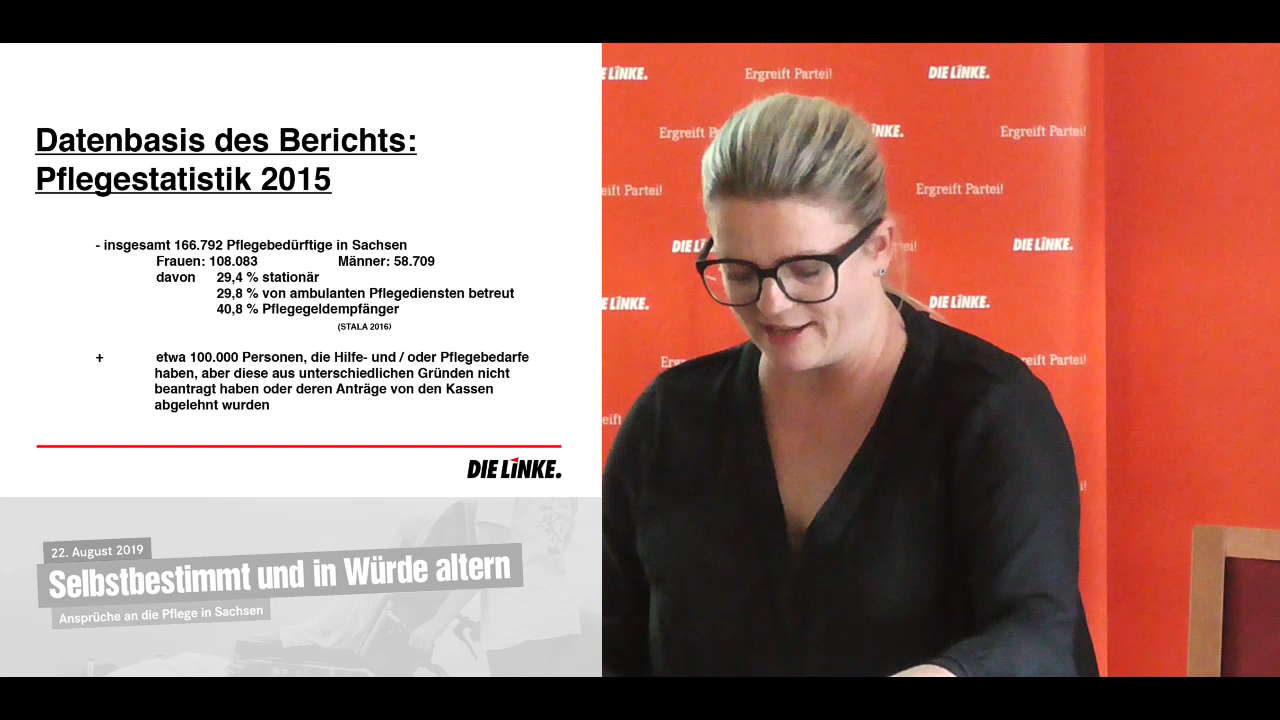 Datenbasis des Berichts:
Pflegestatistik 2015
- insgesamt 166.792 Pflegebedürftige in Sachsen
Frauen: 108.083 Männer: 58.709
davon 29,4 % stationär
29,8 % von ambulanten Pflegediensten betreut
40,8 % Pflegegeldempfänger
(STALA 2016)
+ etwa 100.000 Personen, die Hilfe- und / oder Pflegebedarfe
haben, aber diese aus unterschiedlichen Gründen nicht
beantragt haben oder deren Anträge von den Kassen
abgelehnt wurden
DIE LINKE.
22. August 2019
Selbstbestimmt und in Würde altern
Ansprüche an die Pflege in Sachsen
LINKE. Ergreift Partei! DIE LINKE.
Ergreift INKE. Ergreift Partei!
Partei! Ergreift Partei!
DIE DIE LINKE.
LINKE. DIE LINKE.
Partei!